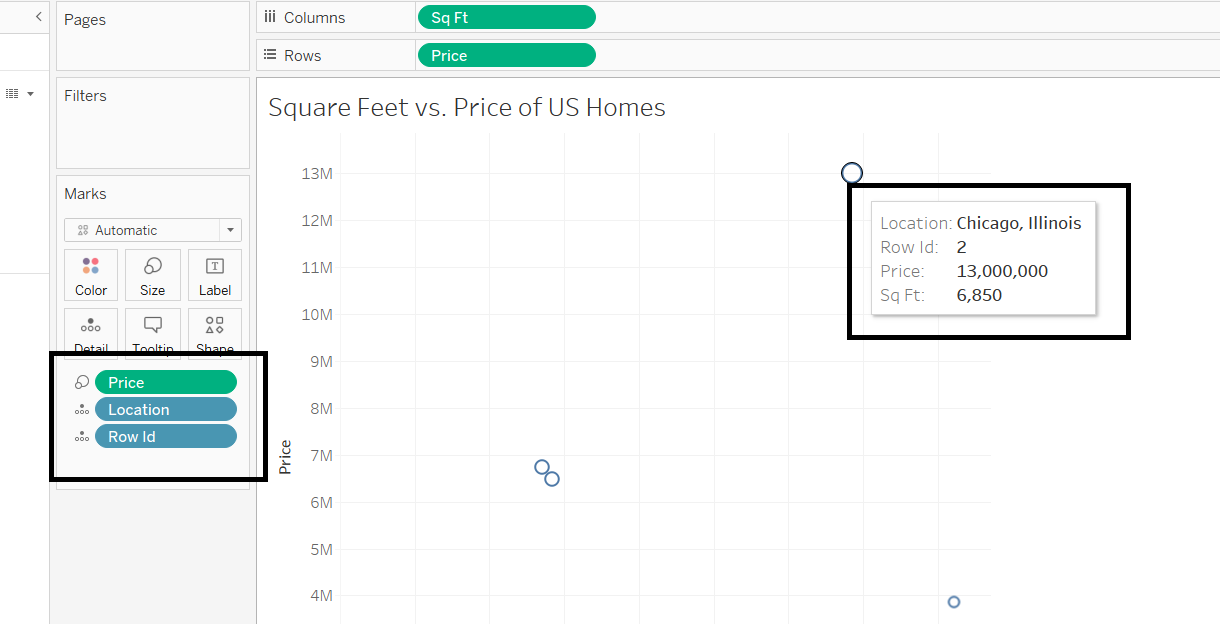 Pages
Columns
Sq Ft
Rows
Price
Filters
Square Feet vs. Price of US Homes
Marks
Automatic
Color
Size
Label
Detail
Tooltip
Shape
Price
Location
Row Id
Price
13M
12M
11M
10M
9M
8M
7M
6M
5M
4M
Location: Chicago, Illinois
Row Id: 2
Price: 13,000,000
Sq Ft: 6,850